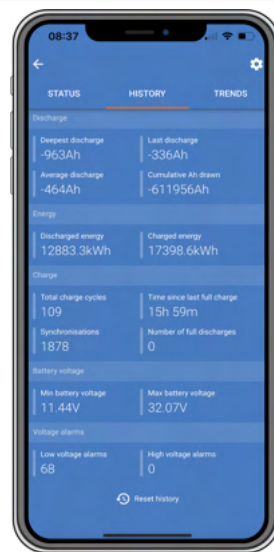 08:37
STATUS HISTORY TRENDS
Discharge
Deepest discharge Last discharge
-963Ah -336Ah
Average discharge Cumulative Ah drawn
-464Ah -611956Ah
Energy
Discharged energy Charged energy
12883.3kWh 17398.6kWh
Charge
Total charge cycles Time since last full charge
109 15h 59m
Synchronisations Number of full discharges
1878 0
Battery voltage
Min battery voltage Max battery voltage
11.44V 32.07V
Voltage alarms
Low voltage alarms High voltage alarms
68 0
Reset history